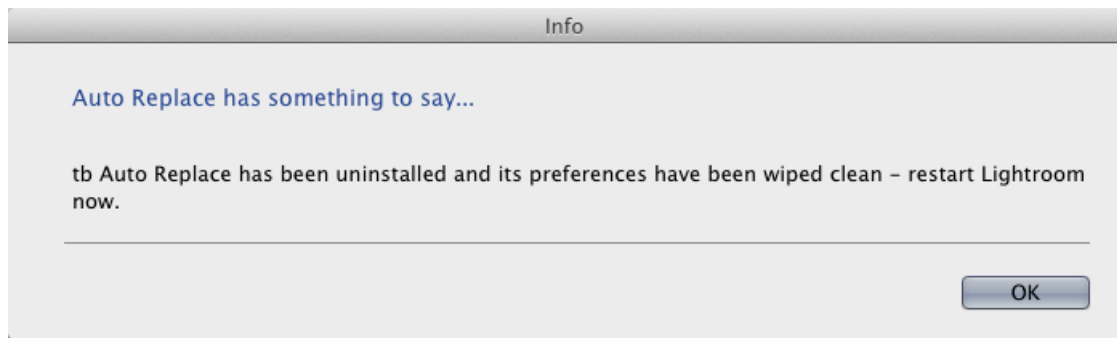 Info
Auto Replace has something to say...
tb Auto Replace has been uninstalled and its preferences have been wiped clean – restart Lightroom
now.
OK